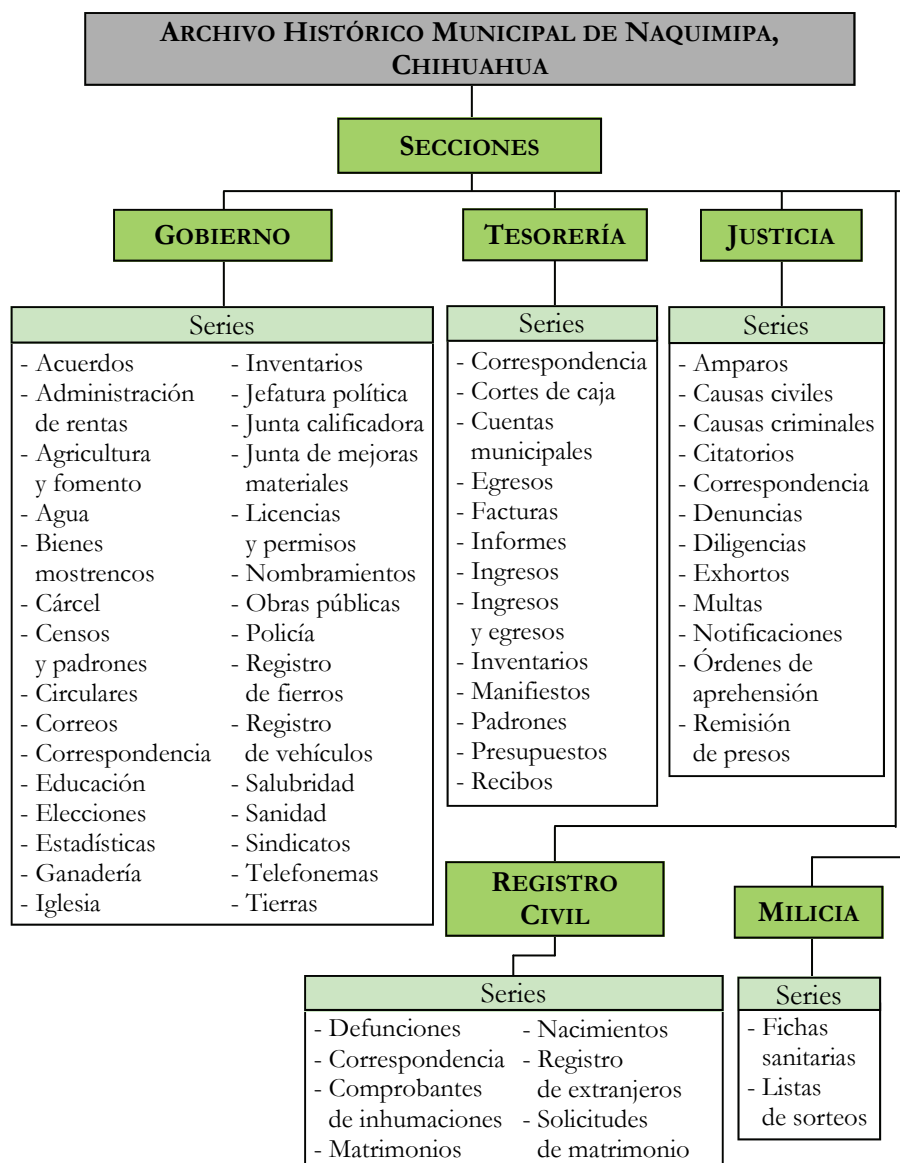 ARCHIVO HISTÓRICO MUNICIPAL DE NAQUIMIPA,
CHIHUAHUA
SECCIONES
GOBIERNO
Series
- Acuerdos
- Administración
de rentas
- Agricultura
y fomento
- Agua
- Bienes
mostrencos
- Cárcel
- Censos
y padrones
- Circulares
- Correos
- Correspondencia
- Educación
- Elecciones
- Estadísticas
- Ganadería
- Iglesia
- Inventarios
- Jefatura política
- Junta calificadora
- Junta de mejoras
materiales
- Licencias
y permisos
- Nombramientos
- Obras públicas
- Policía
- Registro
de fierros
- Registro
de vehículos
- Salubridad
- Sanidad
- Sindicatos
- Telefonemas
- Tierras
TESORERÍA
Series
- Correspondencia
- Cortes de caja
- Cuentas
municipales
- Egresos
- Facturas
- Informes
- Ingresos
- Ingresos
y egresos
- Inventarios
- Manifiestos
- Padrones
- Presupuestos
- Recibos
JUSTICIA
Series
- Amparos
- Causas civiles
- Causas criminales
- Citatorios
- Correspondencia
- Denuncias
- Diligencias
- Exhortos
- Multas
- Notificaciones
- Órdenes de
aprehensión
- Remisión
de presos
REGISTRO
CIVIL
Series
- Defunciones
- Correspondencia
- Comprobantes
de inhumaciones
- Matrimonios
- Nacimientos
- Registro
de extranjeros
- Solicitudes
de matrimonio
MILICIA
Series
- Fichas
sanitarias
- Listas
de sorteos